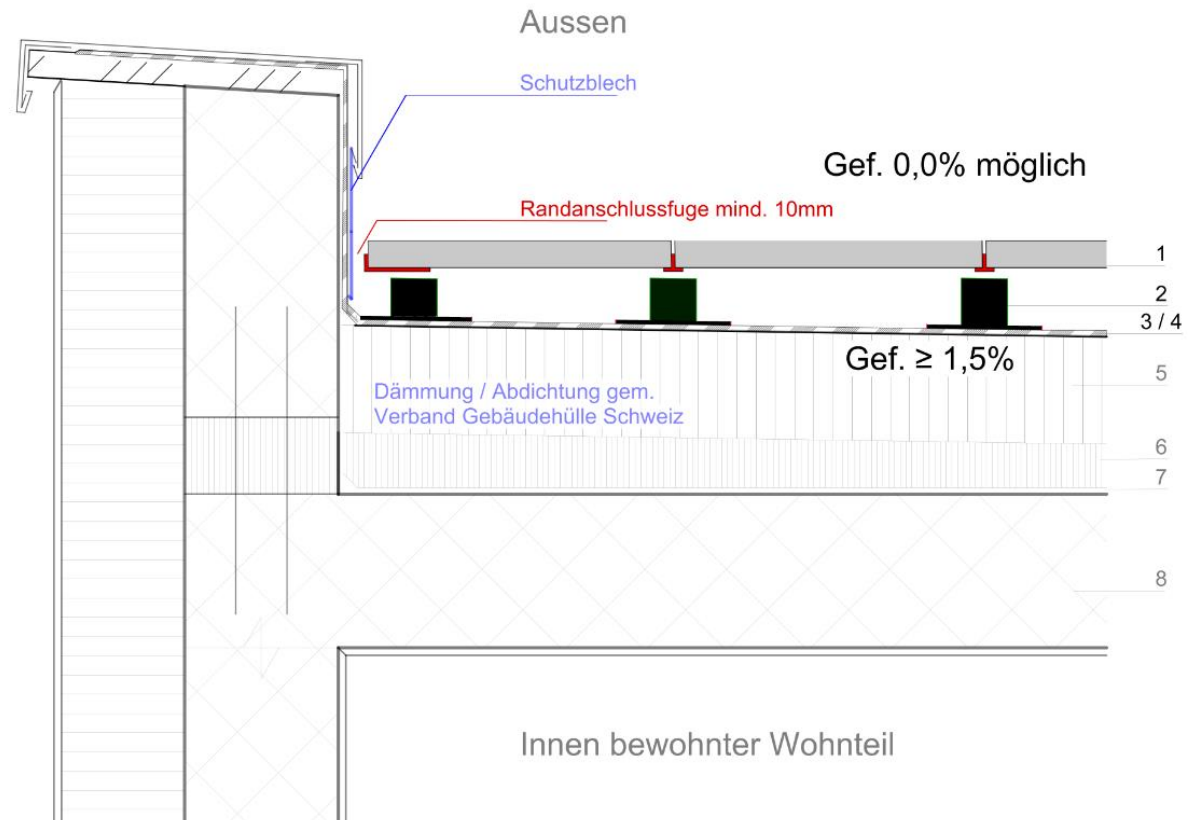 Aussen
Schutzblech
Gef. 0,0% möglich
Randanschlussfuge mind. 10mm
1
2
3 / 4
Gef. ≥ 1,5%
5
Dämmung / Abdichtung gem.
Verband Gebäudehülle Schweiz
6
7
8
Innen bewohnter Wohnteil